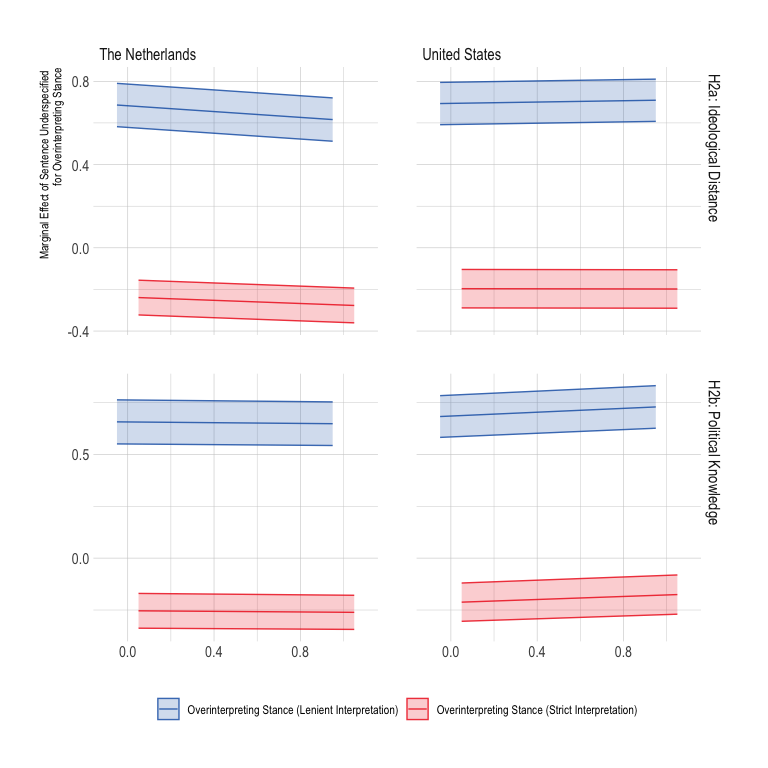 The Netherlands
United States
Marginal Effect of Sentence Underspecified
for Overinterpreting Stance
0.8
0.4
0.0
-0.4
H2a: Ideological Distance
0.5
0.0
H2b: Political Knowledge
0.0
0.4
0.8
0.0
0.4
0.8
Overinterpreting Stance (Lenient Interpretation)
Overinterpreting Stance (Strict Interpretation)